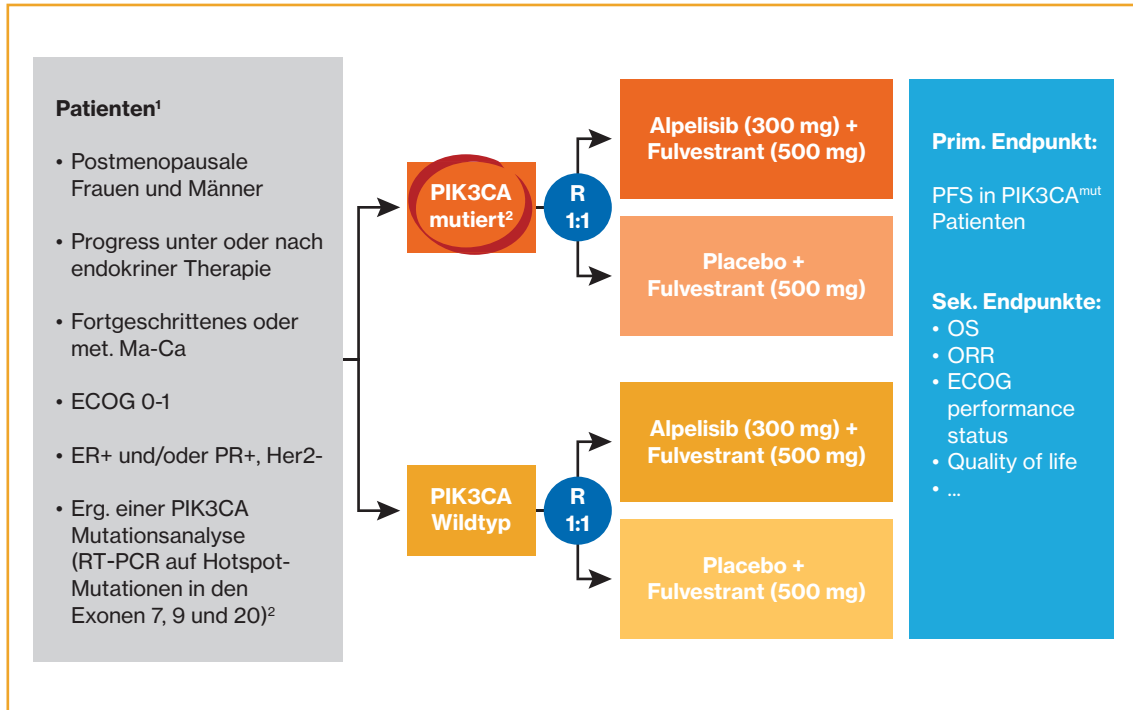 Patienten¹
• Postmenopausale
Frauen und Männer
• Progress unter oder nach
endokriner Therapie
• Fortgeschrittenes oder
met. Ma-Ca
• ECOG 0-1
• ER+ und/oder PR+, Her2-
• Erg. einer PIK3CA
Mutationsanalyse
(RT-PCR auf Hotspot-
Mutationen in den
Exonen 7, 9 und 20)²
PIK3CA
mutiert²
R
1:1
Alpelisib (300 mg) +
Fulvestrant (500 mg)
Placebo +
Fulvestrant (500 mg)
PIK3CA
Wildtyp
R
1:1
Alpelisib (300 mg) +
Fulvestrant (500 mg)
Placebo +
Fulvestrant (500 mg)
Prim. Endpunkt:
PFS in PIK3CAᵐᵘᵗ
Patienten
Sek. Endpunkte:
• OS
• ORR
• ECOG
performance
status
• Quality of life
• ...